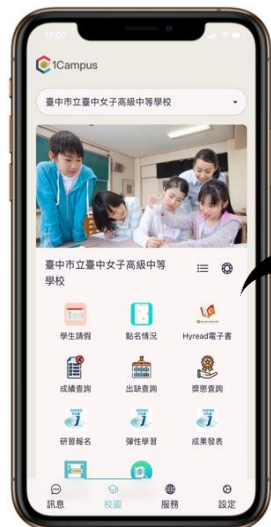 17:02
1Campus
臺中市立臺中女子高級中等學校
臺中市立臺中女子高級中等
學校
學生請假
點名情況
Hyread電子書
成績查詢
出缺查詢
獎懲查詢
研習報名
彈性學習
成果發表
訊息
校園
服務
設定